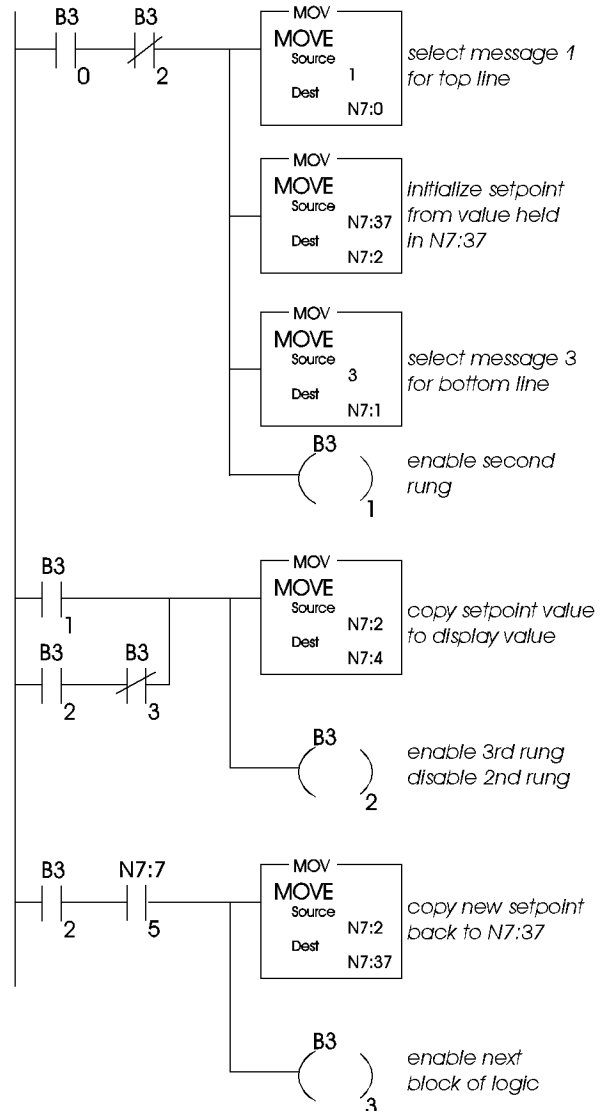 B3 B3
0 2
MOV
MOVE
Source
1
Dest
N7:0
select message 1
for top line
MOV
MOVE
Source
N7:37
Dest
N7:2
initialize setpoint
from value held
in N7:37
MOV
MOVE
Source
3
Dest
N7:1
select message 3
for bottom line
B3
1
enable second
rung
B3
1
B3 B3
2 3
MOV
MOVE
Source
N7:2
Dest
N7:4
copy setpoint value
to display value
B3
2
enable 3rd rung
disable 2nd rung
B3 N7:7
2 5
MOV
MOVE
Source
N7:2
Dest
N7:37
copy new setpoint
back to N7:37
B3
3
enable next
block of logic